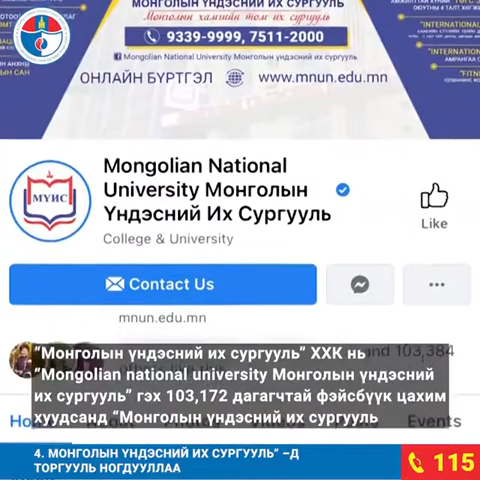 МОНГОЛЫН ҮНДЭСНИЙ ИХ СУРГУУЛЬ
Монголын хамгийн том их сургууль
9339-9999, 7511-2000
Mongolian National University Монголын үндэсний их сургууль
ОНЛАЙН БҮРТГЭЛ www.mnun.edu.mn
"INTERNATIONAL
"INTERNATION
"FITN
МҮИС
Mongolian National
University Монголын
Үндэсний Их Сургууль
College & University
Like
Contact Us
mnun.edu.mn
and 103,384
"Монголын үндэсний их сургууль" ХХК нь
"Mongolian national university Монголын үндэсний
их сургууль" гэх 103,172 дагагчтай фэйсбүүк цахим
хуудсанд "Монголын үндэсний их сургууль
Events
4. МОНГОЛЫН ҮНДЭСНИЙ ИХ СУРГУУЛЬ" –Д
ТОРГУУЛЬ НОГДУУЛЛАА
115